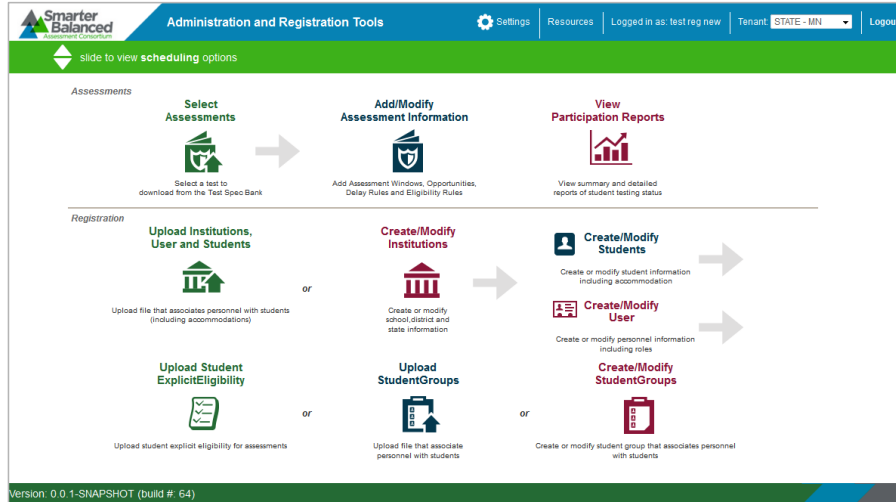 Smarter
Balanced
Assessment Consortium
Administration and Registration Tools
Settings
Resources
Logged in as: test reg new
Tenant: STATE - MN
Logou
slide to view scheduling options
Assessments
Select
Assessments
Select a test to
download from the Test Spec Bank
Add/Modify
Assessment Information
Add Assessment Windows, Opportunities,
Delay Rules and Eligibility Rules
View
Participation Reports
View summary and detailed
reports of student testing status
Registration
Upload Institutions,
User and Students
Upload file that associates personnel with students
(including accommodations)
or
Create/Modify
Institutions
Create or modify
school,district and
state information
Create/Modify
Students
Create or modify student information
including accommodation
Create/Modify
User
Create or modify personnel information
including roles
Upload Student
ExplicitEligibility
Upload student explicit eligibility for assessments
or
Upload
StudentGroups
Upload file that associate
personnel with students
or
Create/Modify
StudentGroups
Create or modify student group that associates personnel
with students
Version: 0.0.1-SNAPSHOT (build #: 64)